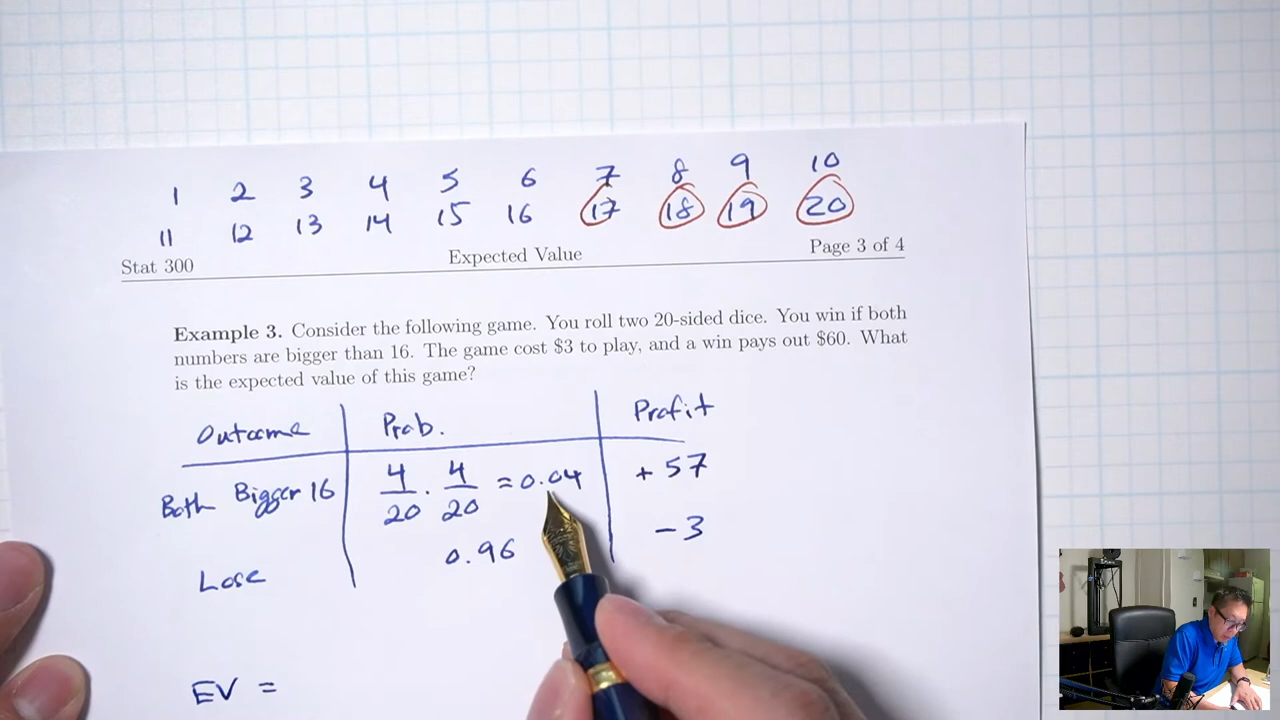 1 2 3 4 5 6 7 8 9 10
11 12 13 14 15 16 17 18 19 20
Stat 300 Expected Value Page 3 of 4
Example 3. Consider the following game. You roll two 20-sided dice. You win if both
numbers are bigger than 16. The game cost $3 to play, and a win pays out $60. What
is the expected value of this game?
Outcome Prob. Profit
Both Bigger 16 4/20 · 4/20 = 0.04 + 57
Lose 0.96 - 3
EV =